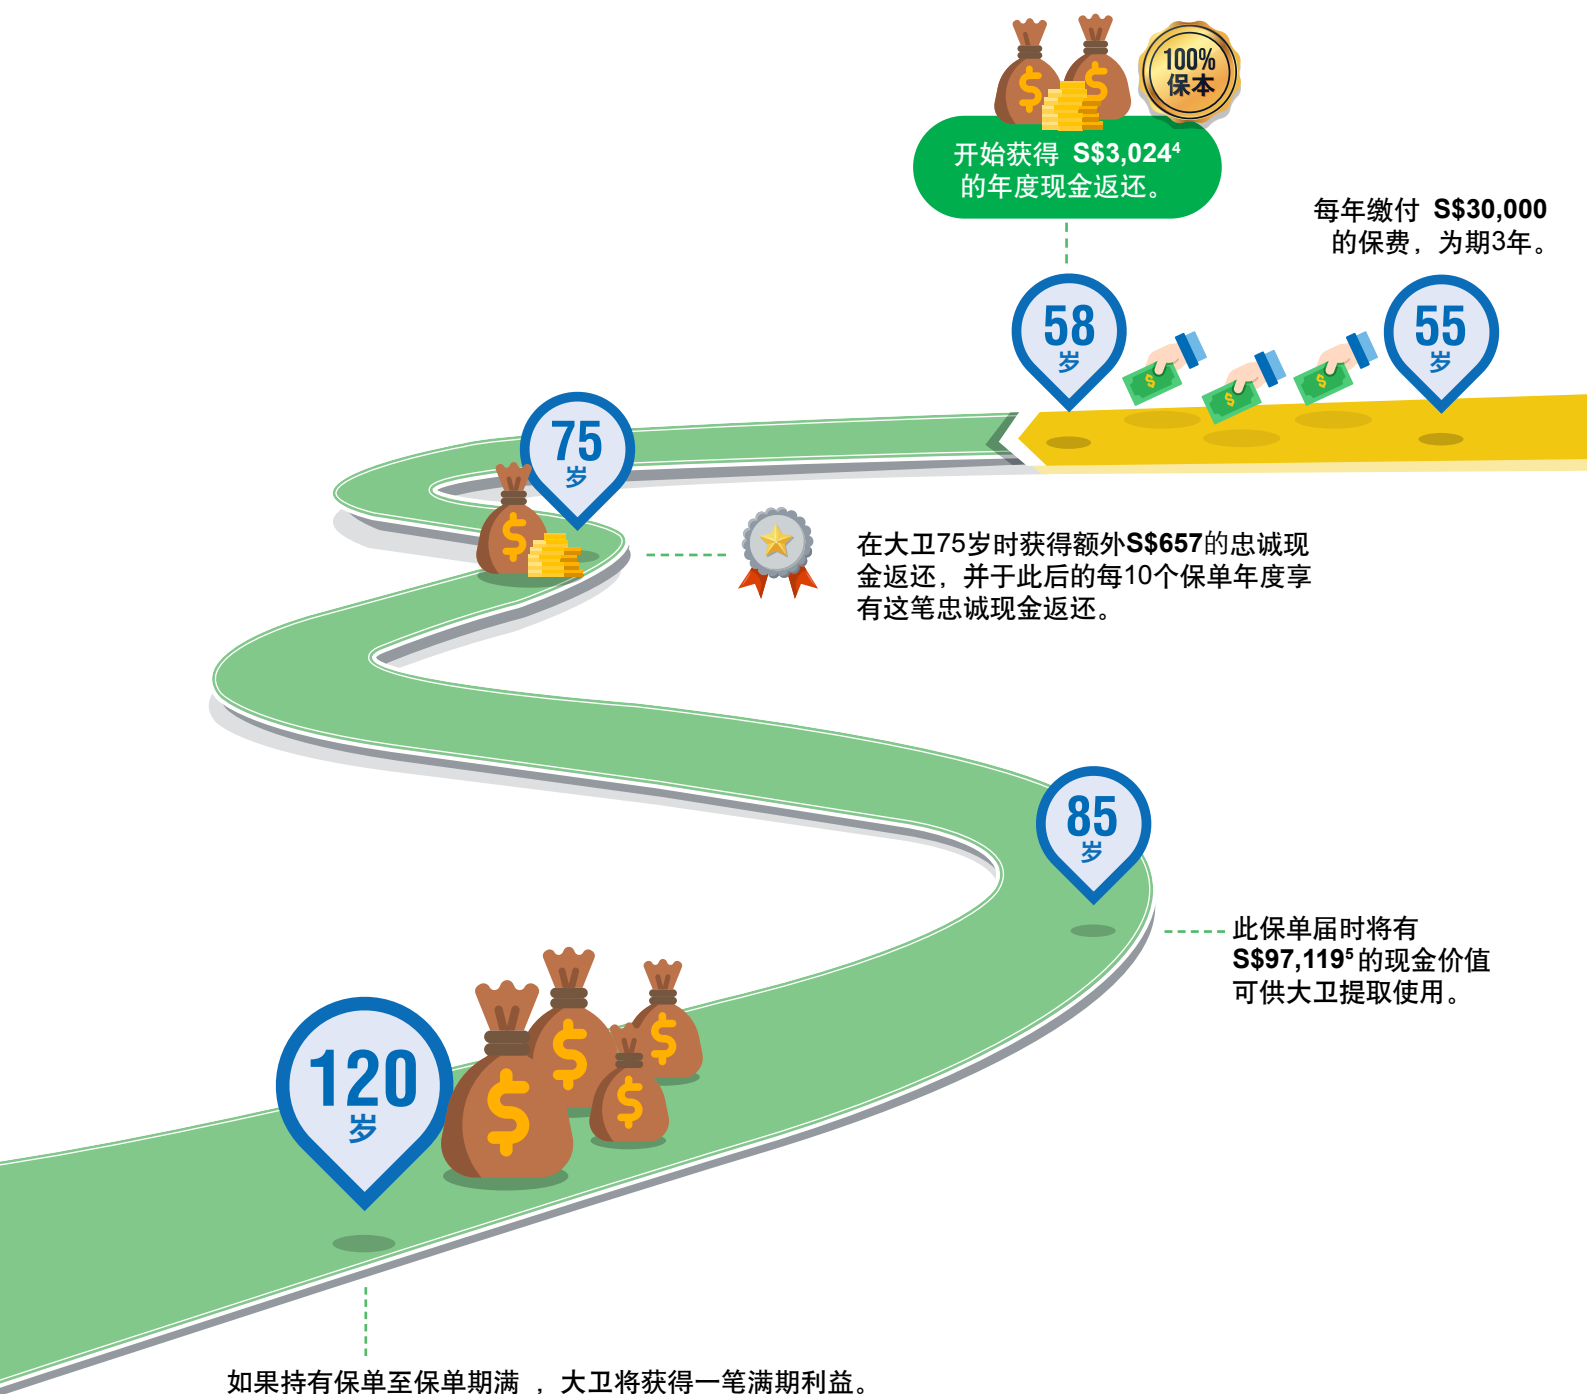 100%
保本
开始获得 S$3,024⁴
的年度现金返还。
每年缴付 S$30,000
的保费，为期3年。
58
岁
55
岁
75
岁
在大卫75岁时获得额外S$657的忠诚现
金返还，并于此后的每10个保单年度享
有这笔忠诚现金返还。
85
岁
此保单届时将有
S$97,119⁵的现金价值
可供大卫提取使用。
120
岁
如果持有保单至保单期满 ，大卫将获得一笔满期利益。